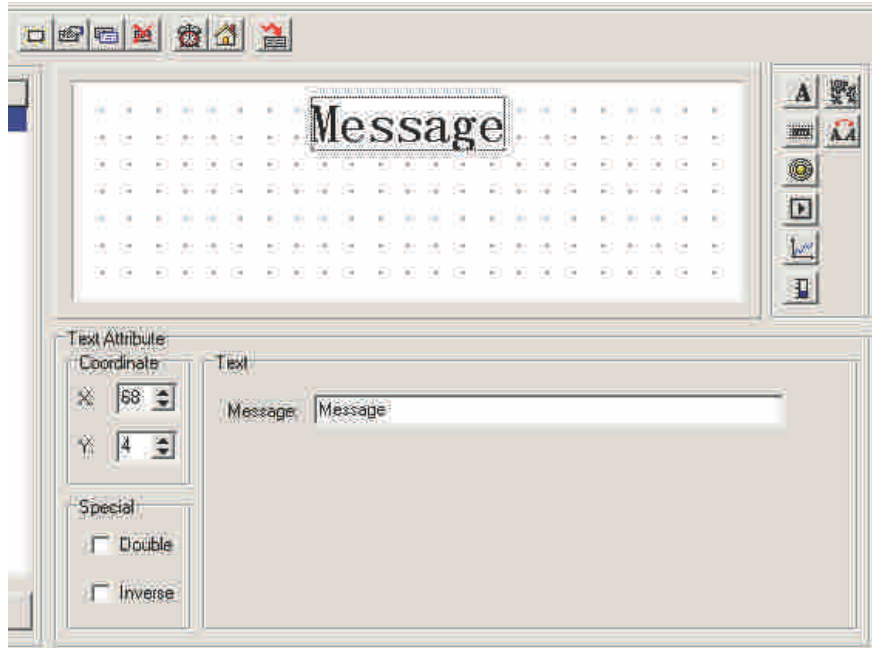 Message
A
A A
Text Attribute
Coordinate
Text
X: 68
Message: Message
Y: 4
Special
Double
Inverse